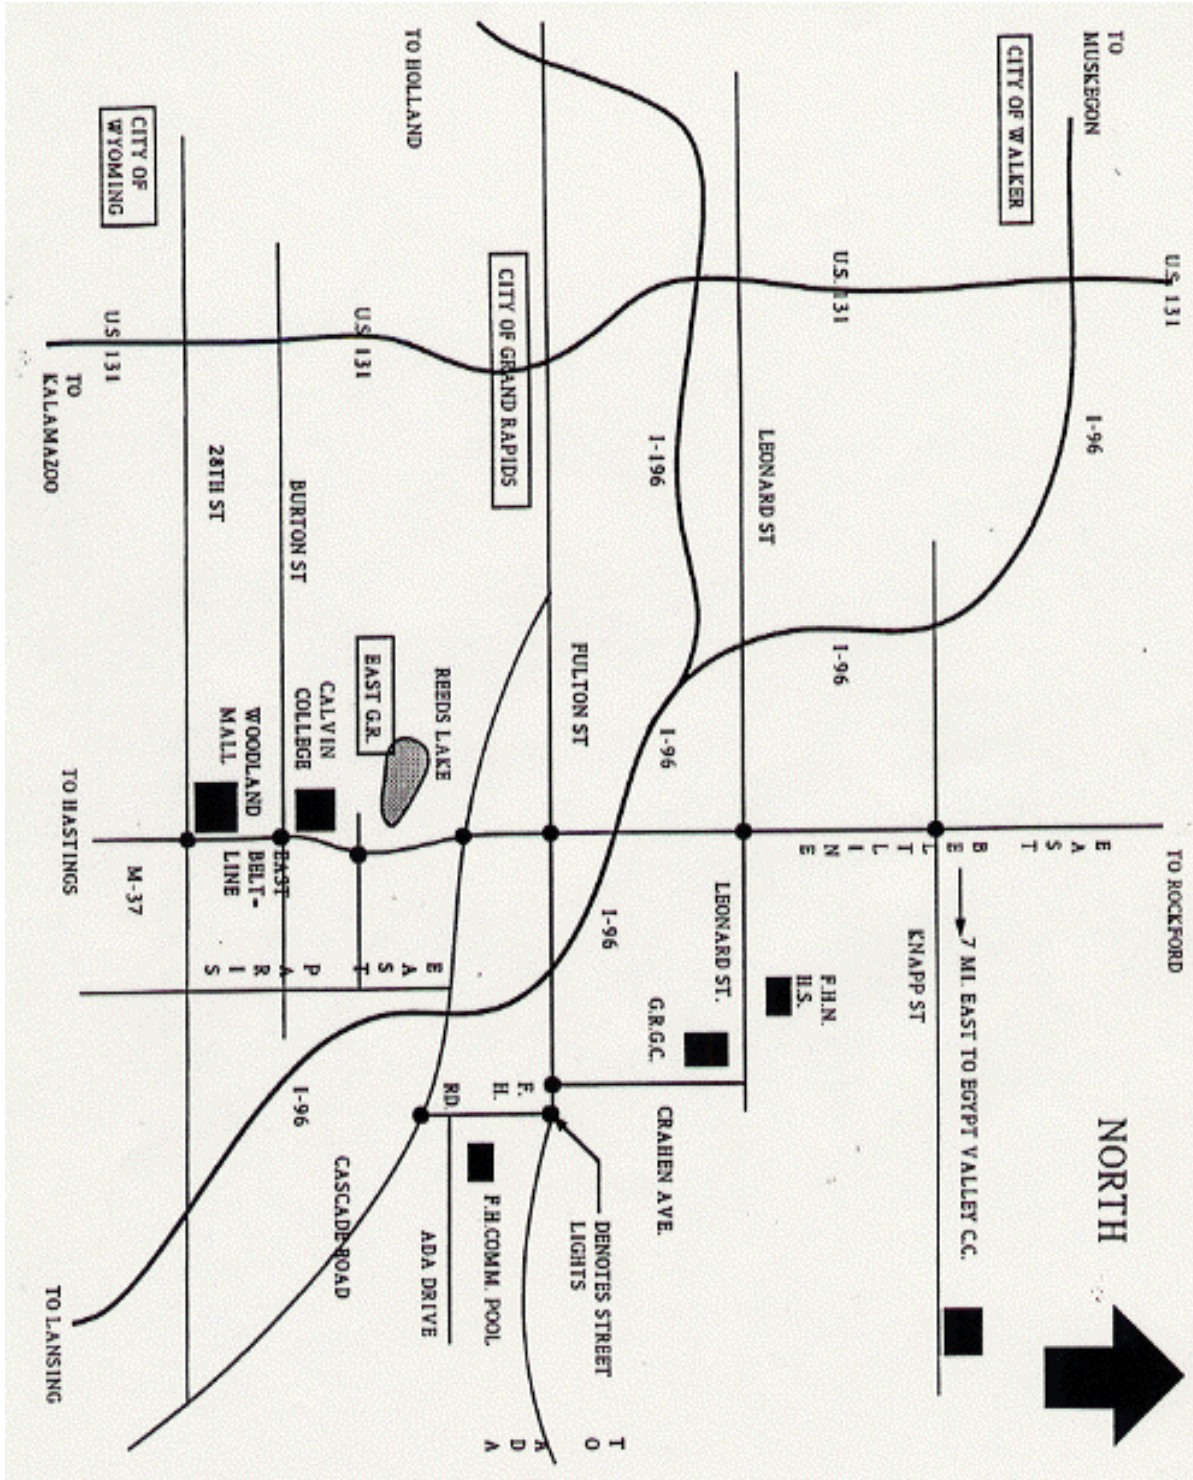 U.S. 131
TO ROCKFORD
TO
MUSKEGON
NORTH
EAST BELTLINE
I-96
CITY OF WALKER
7 MI. EAST TO EGYPT VALLEY C.C.
KNAPP ST
U.S. 131
I-96
F.H.N.
H.S.
LEONARD ST
LEONARD ST.
I-196
I-96
G.R.G.C.
CRAHEN AVE.
I-96
DENOTES STREET
LIGHTS
TO
ADA
FULTON ST
CITY OF GRAND RAPIDS
F.
H.
RD.
F.H.COMM. POOL
TO HOLLAND
REEDS LAKE
EAST G.R.
ADA DRIVE
U.S. 131
EAST PARIS
CASCADE ROAD
CALVIN
COLLEGE
BURTON ST
I-96
WOODLAND
MALL
EAST
BELT-
LINE
28TH ST
CITY OF
WYOMING
M-37
U.S. 131
TO
KALAMAZOO
TO HASTINGS
TO LANSING